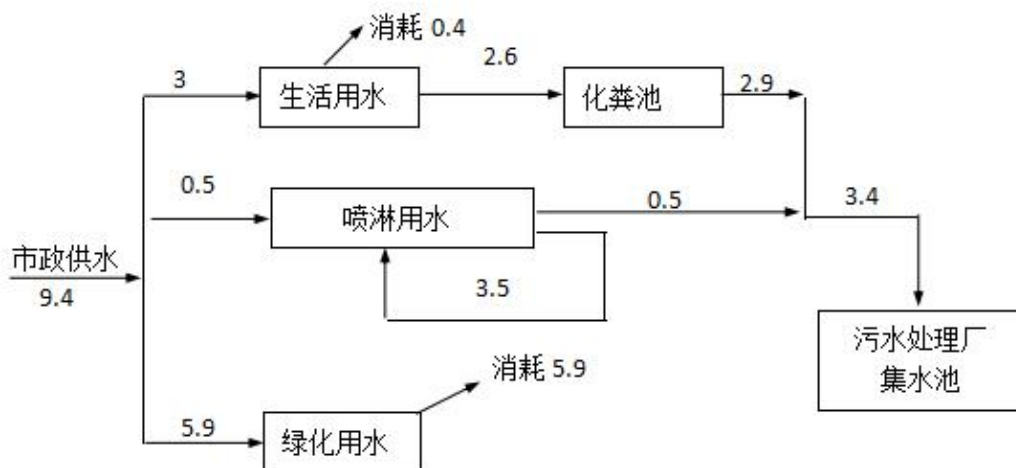 消耗 0.4
3
生活用水
2.6
化粪池
2.9
0.5
喷淋用水
0.5
3.4
市政供水
9.4
3.5
污水处理厂
集水池
消耗 5.9
5.9
绿化用水